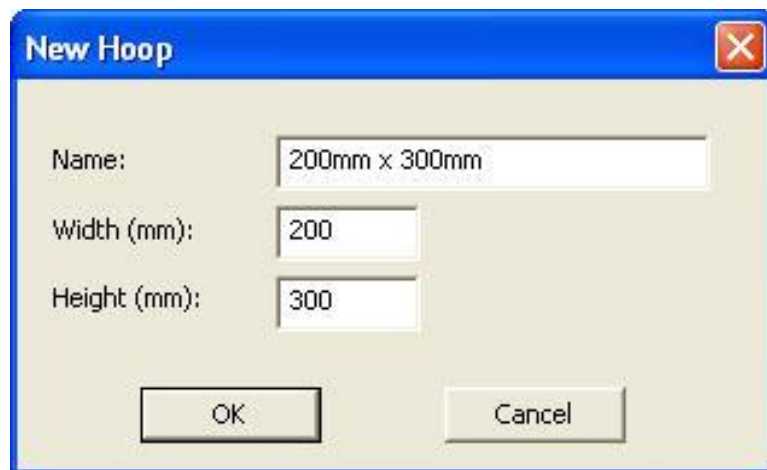 New Hoop
Name: 200mm x 300mm
Width (mm): 200
Height (mm): 300
OK Cancel